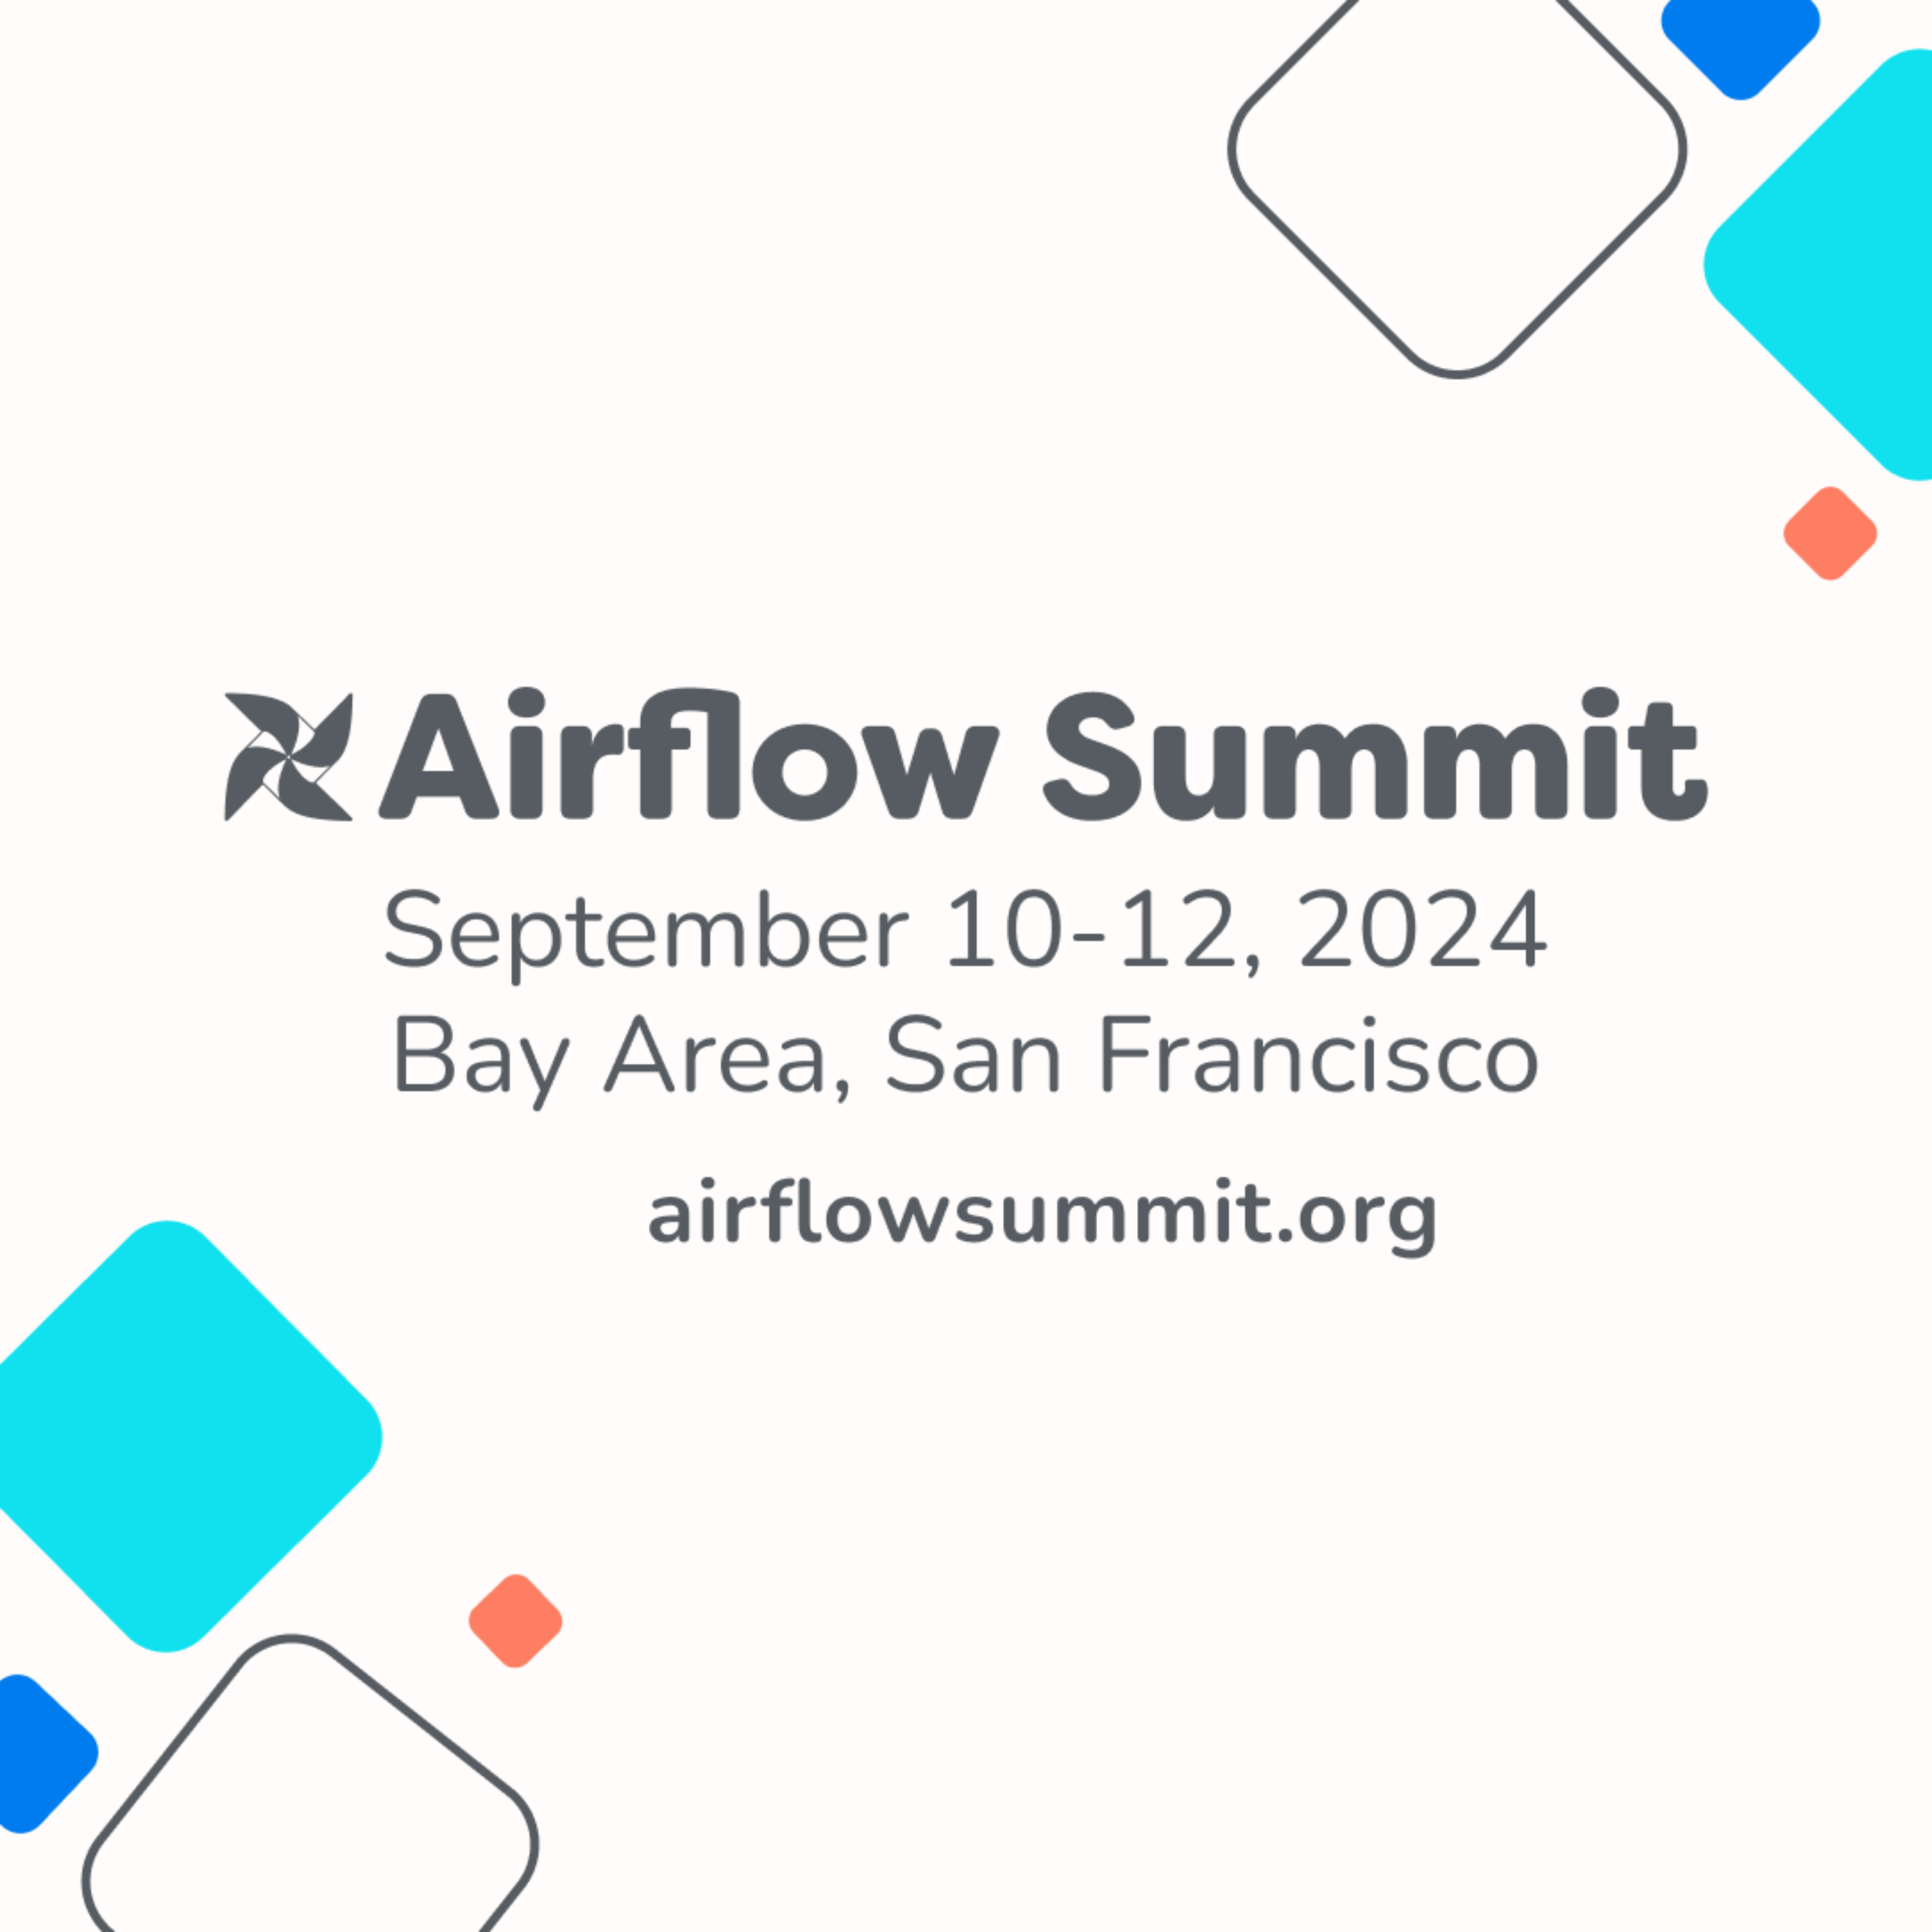 Airflow Summit
September 10-12, 2024
Bay Area, San Francisco
airflowsummit.org